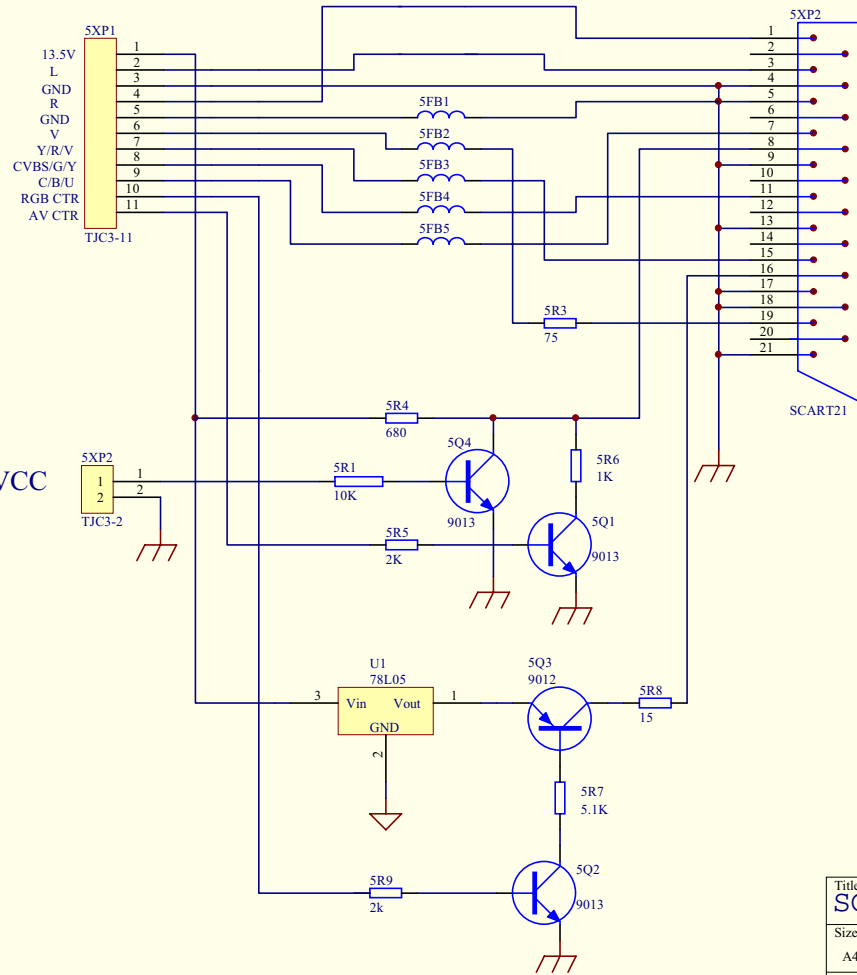 5XP1
13.5V 1
L 2
GND 3
R 4
GND 5
V 6
Y/R/V 7
CVBS/G/Y 8
C/B/U 9
RGB CTR 10
AV CTR 11
TJC3-11
5FB1
5FB2
5FB3
5FB4
5FB5
5XP2
1
2
3
4
5
6
7
8
9
10
11
12
13
14
15
16
17
18
19
20
21
SCART21
5R3
75
5R4
680
5Q4
9013
5R6
1K
VCC
5XP2
1 1
2 2
TJC3-2
5R1
10K
5R5
2K
5Q1
9013
U1
78L05
3 Vin Vout 1
GND
2
5Q3
9012
5R8
15
5R7
5.1K
5R9
2k
5Q2
9013
Title
Size
A4